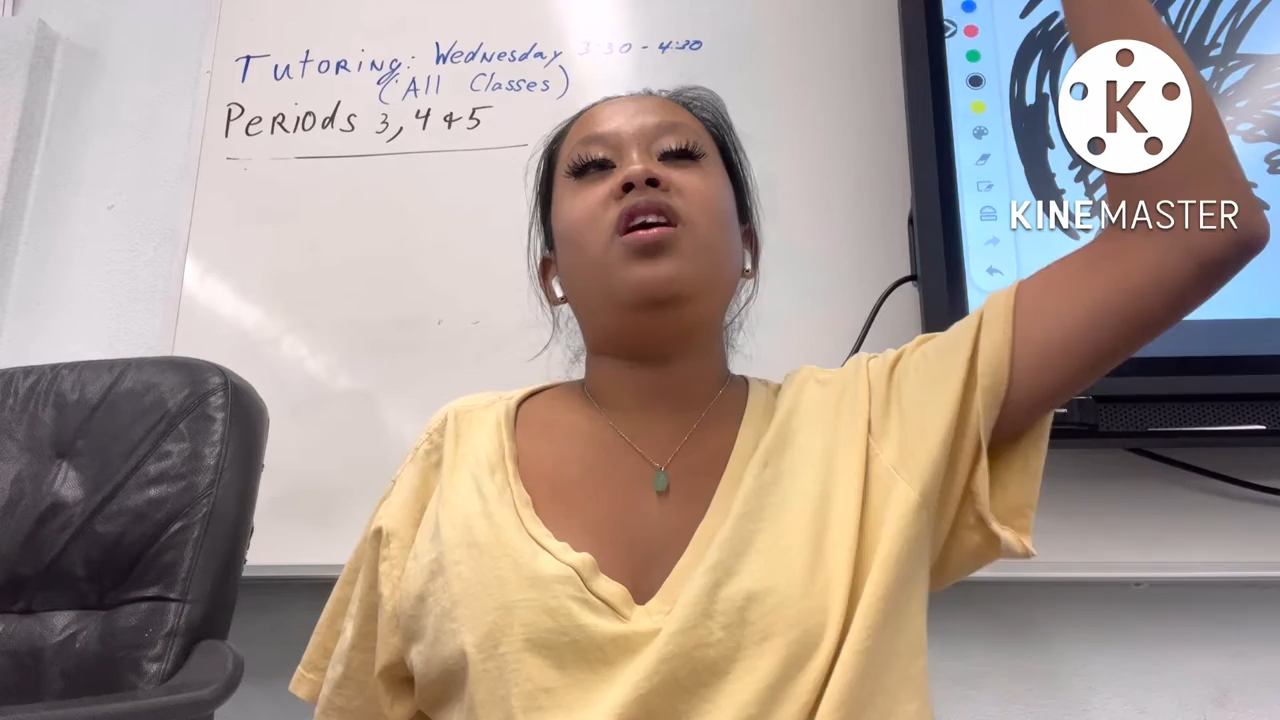 Tutoring: Wednesday 3:30 - 4:30
(All Classes)
Periods 3, 4 & 5
K
KINEMASTER